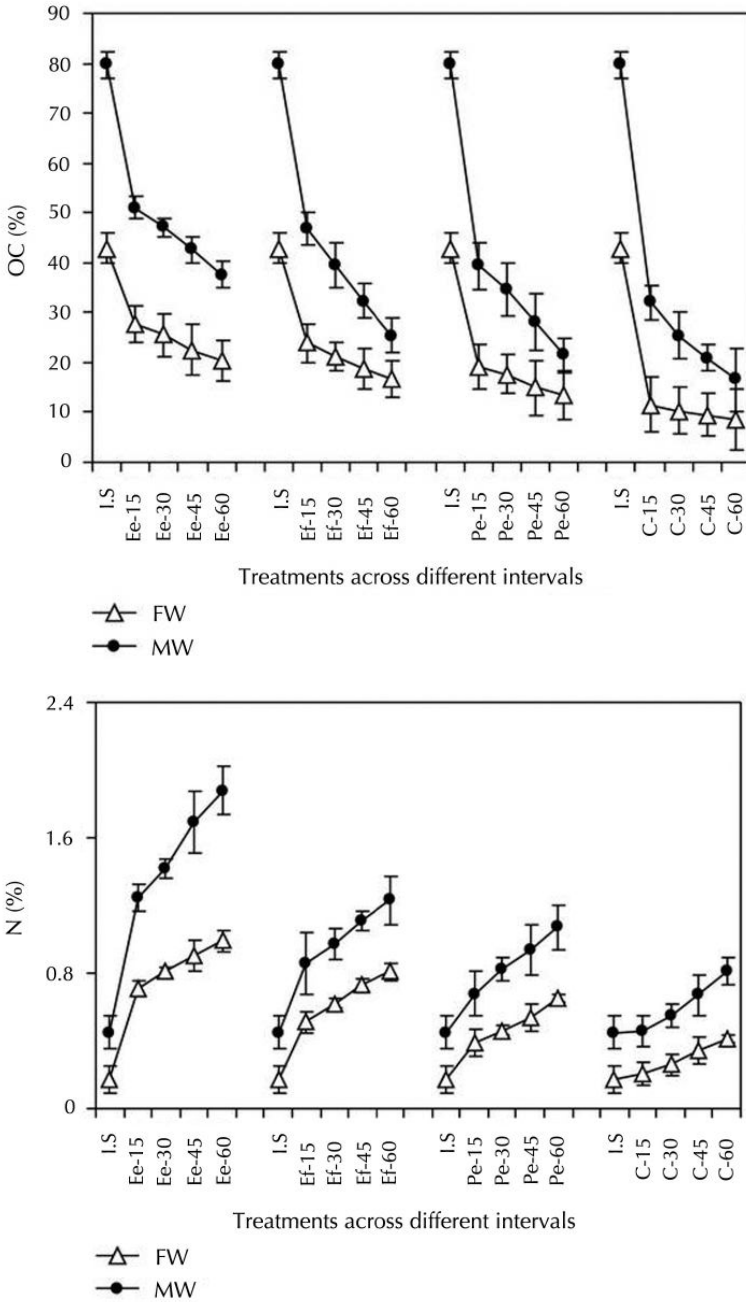 90
80
70
60
50
40
30
20
10
0
OC (%)
I.S
Ee-15
Ee-30
Ee-45
Ee-60
I.S
Ef-15
Ef-30
Ef-45
Ef-60
I.S
Pe-15
Pe-30
Pe-45
Pe-60
I.S
C-15
C-30
C-45
C-60
Treatments across different intervals
FW
MW
2.4
1.6
0.8
0
N (%)
I.S
Ee-15
Ee-30
Ee-45
Ee-60
I.S
Ef-15
Ef-30
Ef-45
Ef-60
I.S
Pe-15
Pe-30
Pe-45
Pe-60
I.S
C-15
C-30
C-45
C-60
Treatments across different intervals
FW
MW